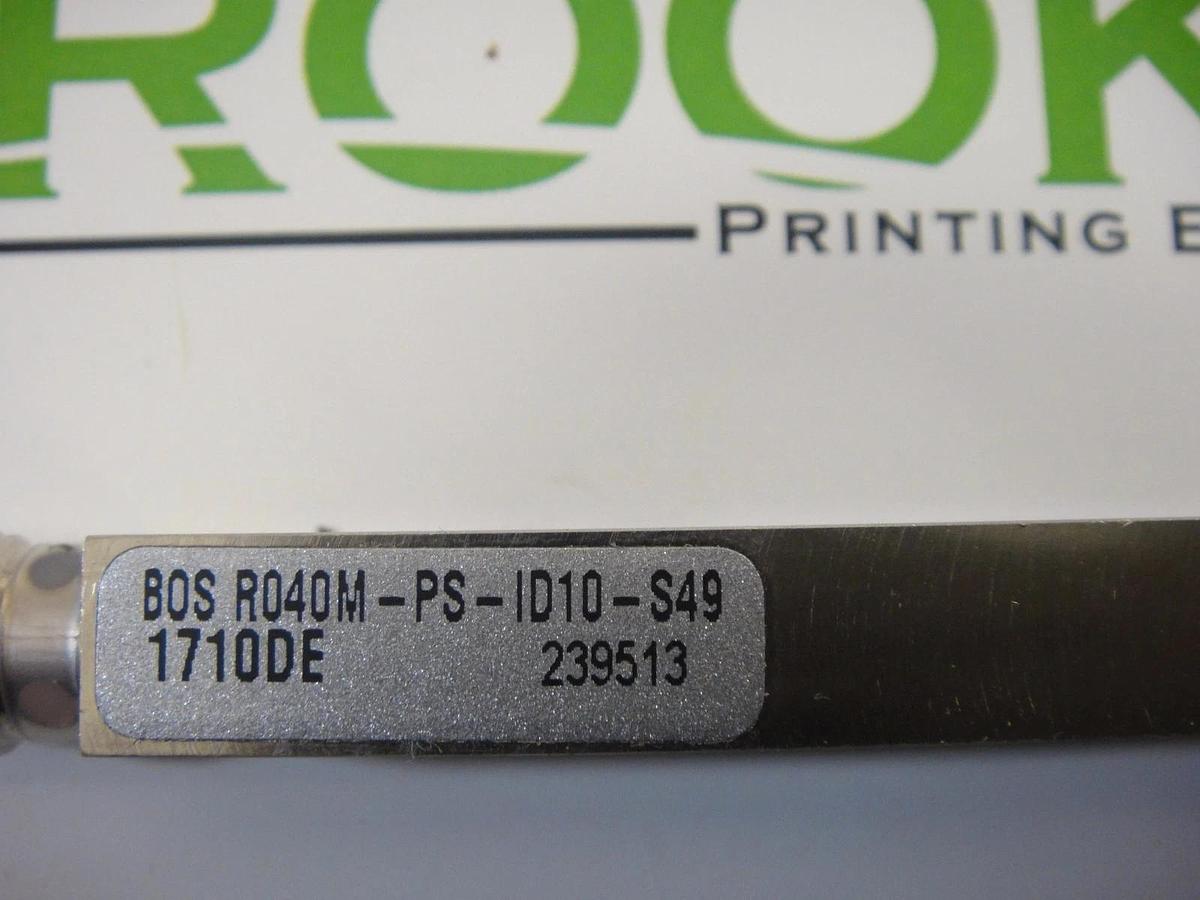 ROOK
PRINTING
BOS R040M-PS-ID10-S49
1710DE 239513